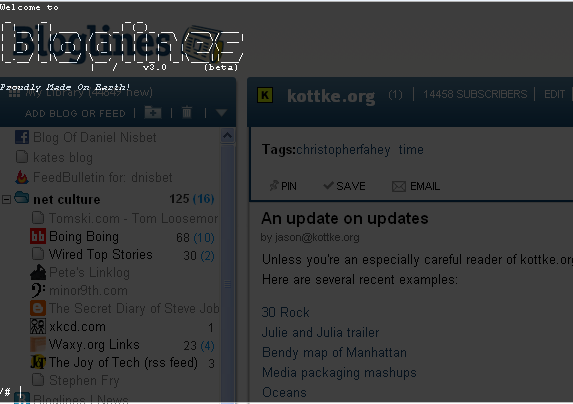 Welcome to
Bloglines
v3.0 (beta)
Proudly Made On Earth!
ADD BLOG OR FEED
Blog Of Daniel Nisbet
kates blog
FeedBulletin for: dnisbet
net culture 125 (16)
Tomski.com - Tom Loosemor
Boing Boing 68 (10)
Wired Top Stories 30 (2)
Pete's Linklog
minor9th.com
The Secret Diary of Steve Job
xkcd.com 1
Waxy.org Links 23 (4)
The Joy of Tech (rss feed) 3
Stephen Fry
Bloglines | News
/#
K kottke.org (1) 14458 SUBSCRIBERS EDIT
Tags:christopherfahey time
PIN SAVE EMAIL
An update on updates
by jason@kottke.org
Unless you're an especially careful reader of kottke.org
Here are several recent examples:
30 Rock
Julie and Julia trailer
Bendy map of Manhattan
Media packaging mashups
Oceans